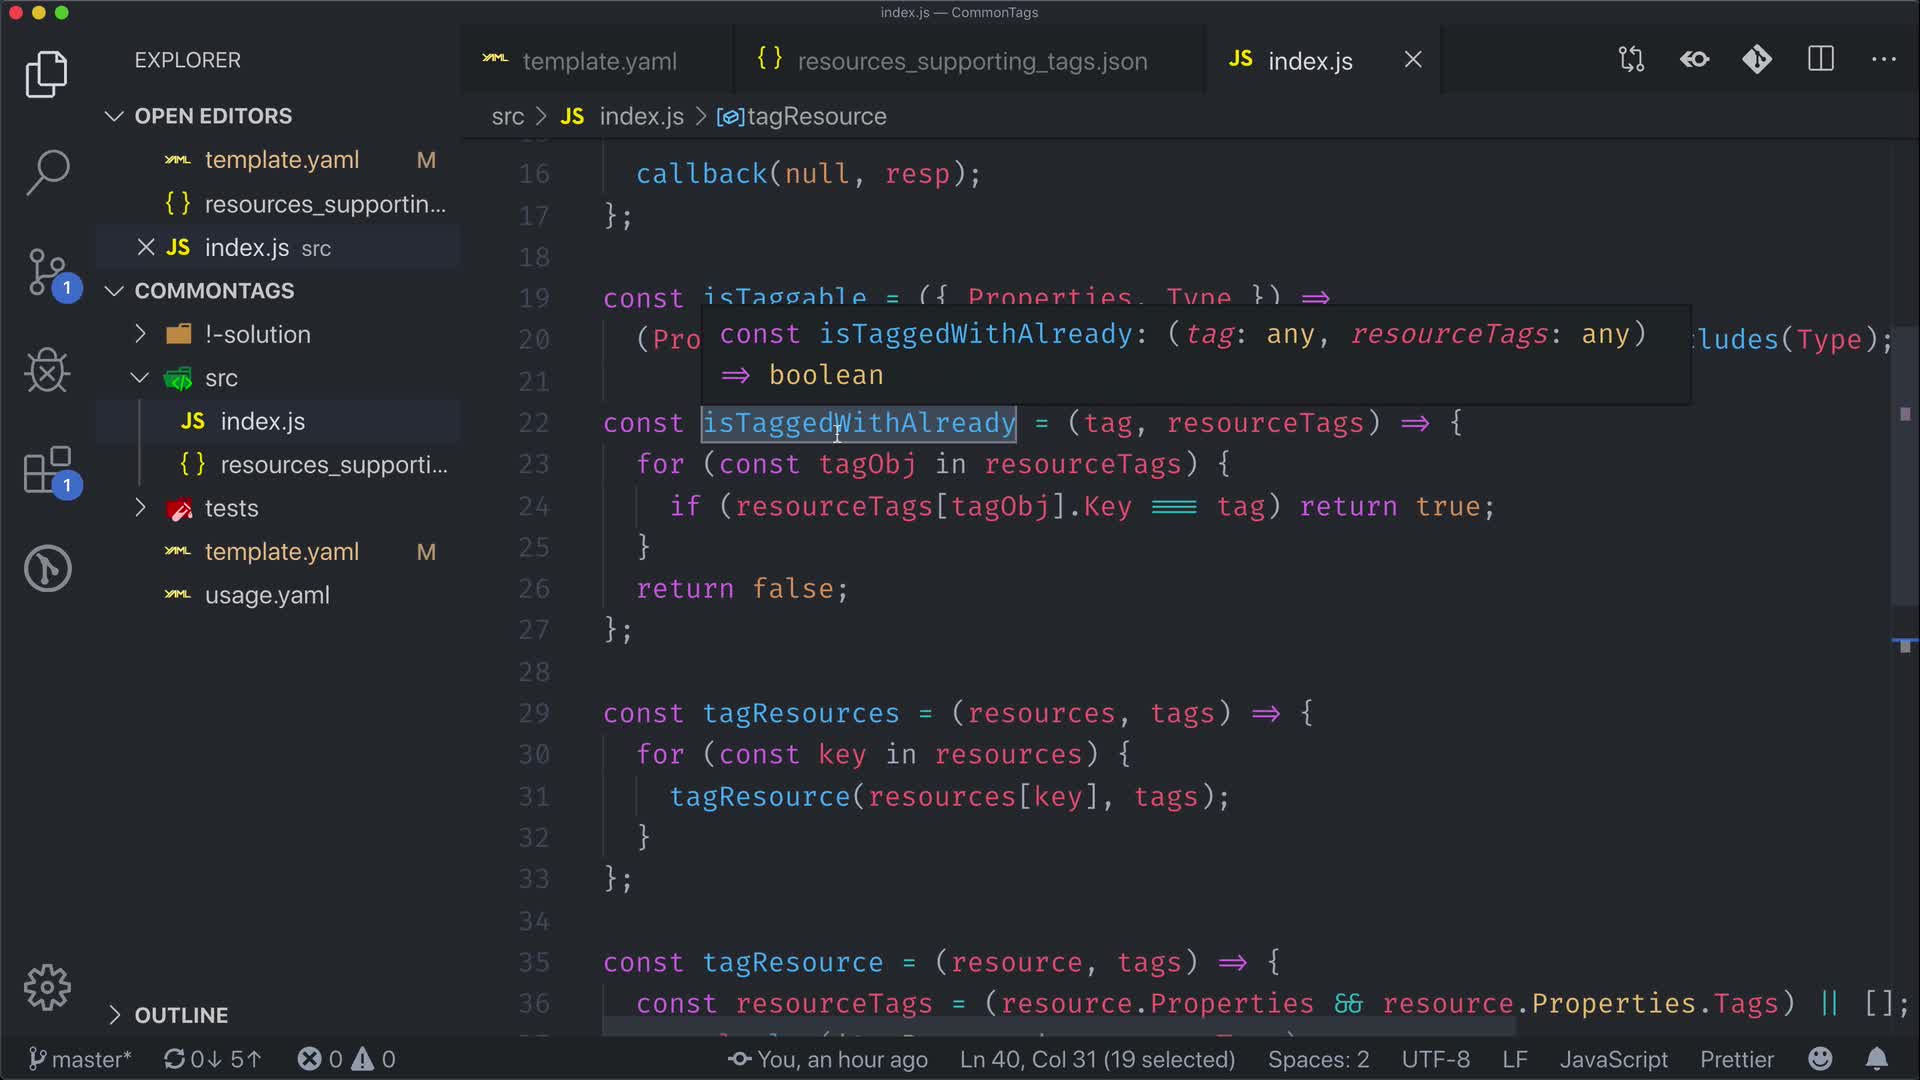 index.js — CommonTags
EXPLORER
OPEN EDITORS
YAML template.yaml M
{} resources_supportin...
JS index.js src
COMMONTAGS
!-solution
src
JS index.js
{} resources_supporti...
tests
YAML template.yaml M
YAML usage.yaml
OUTLINE
1
1
YAML template.yaml
{} resources_supporting_tags.json
JS index.js
src > JS index.js > tagResource
16 callback(null, resp);
17 };
18
19 const isTaggable = ({ Properties, Type }) =>
20 (Pro
ludes(Type);
const isTaggedWithAlready: (tag: any, resourceTags: any)
=> boolean
21
22 const isTaggedWithAlready = (tag, resourceTags) => {
23 for (const tagObj in resourceTags) {
24 if (resourceTags[tagObj].Key === tag) return true;
25 }
26 return false;
27 };
28
29 const tagResources = (resources, tags) => {
30 for (const key in resources) {
31 tagResource(resources[key], tags);
32 }
33 };
34
35 const tagResource = (resource, tags) => {
36 const resourceTags = (resource.Properties && resource.Properties.Tags) || [];
master* 0↓ 5↑ 0 0 You, an hour ago Ln 40, Col 31 (19 selected) Spaces: 2 UTF-8 LF JavaScript Prettier